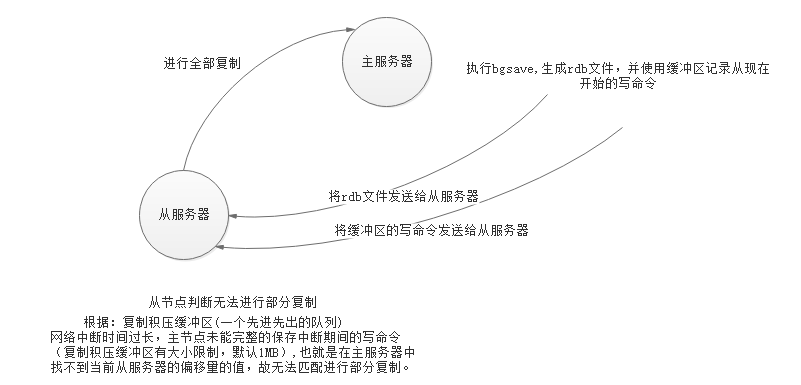 进行全部复制
主服务器
执行bgsave,生成rdb文件，并使用缓冲区记录从现在
开始的写命令
将rdb文件发送给从服务器
从服务器
将缓冲区的写命令发送给从服务器
从节点判断无法进行部分复制
根据：复制积压缓冲区(一个先进先出的队列)
网络中断时间过长，主节点未能完整的保存中断期间的写命令
（复制积压缓冲区有大小限制，默认1MB）,也就是在主服务器中
找不到当前从服务器的偏移量的值，故无法匹配进行部分复制。